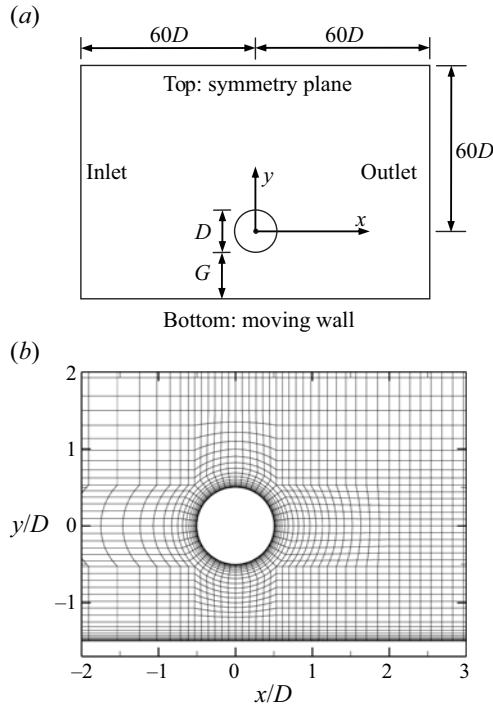 (a)
60D 60D
Top: symmetry plane
60D
Inlet
Outlet
y
x
D
G
Bottom: moving wall
(b)
2
1
y/D
0
–1
–2 –1 0 1 2 3
x/D